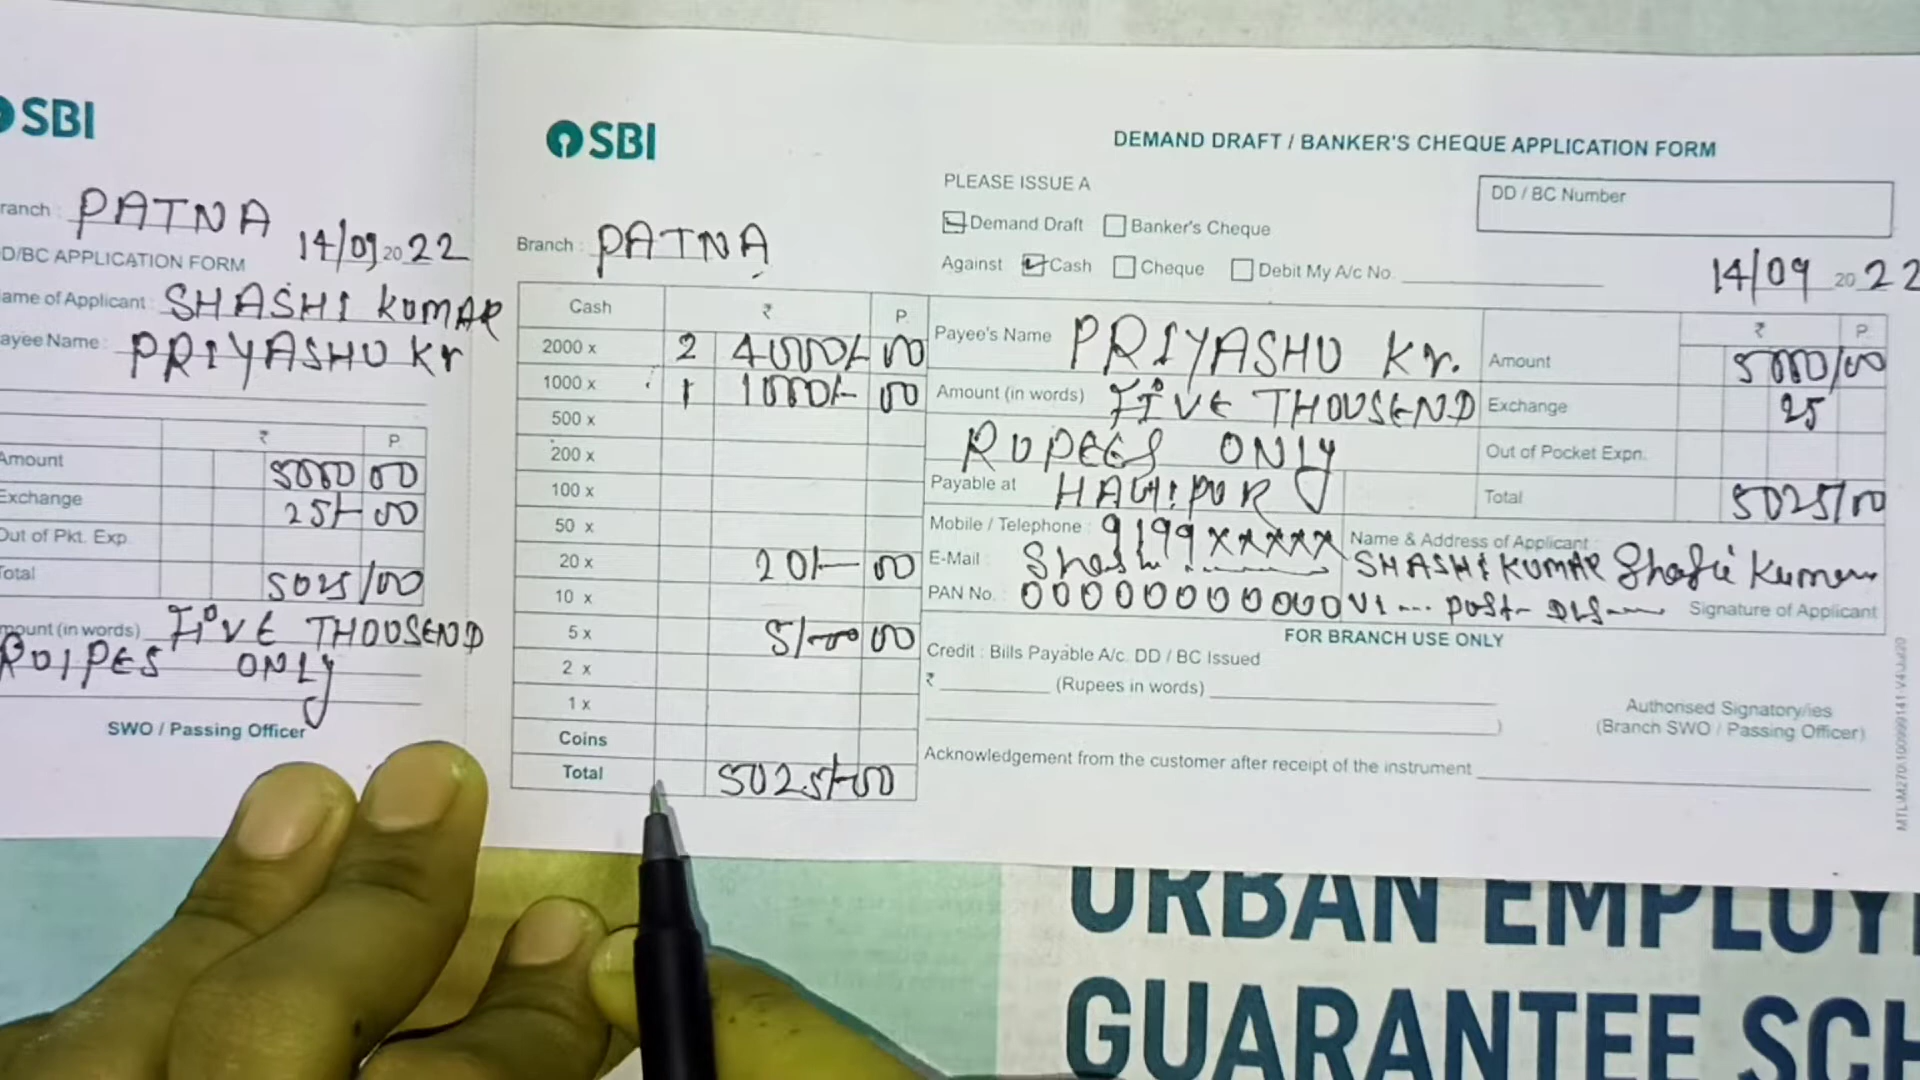 SBI
ranch : PATNA
14/09 2022
D/BC APPLICATION FORM
ame of Applicant : SHASHI KUMAR
ayee Name : PRIYASHU Kr
₹ P.
Amount 5000 00
Exchange 25/- 00
Out of Pkt. Exp.
Total 5025/00
mount (in words) FIVE THOUSEND
RUIPES ONLY
SWO / Passing Officer
SBI
Branch : PATNA
Cash ₹ P.
2000 x 2 4000/- 00
1000 x 1 1000/- 00
500 x
200 x
100 x
50 x
20 x 20/- 00
10 x
5 x 5/- 00
2 x
1 x
Coins
Total 5025/-00
DEMAND DRAFT / BANKER'S CHEQUE APPLICATION FORM
PLEASE ISSUE A
DD / BC Number
Demand Draft Banker's Cheque
Against Cash Cheque Debit My A/c No.
14/09 2022
Payee's Name PRIYASHU Kr.
Amount (in words) FIVE THOUSEND
RUPEES ONLY
Payable at HAJIPUR
Mobile / Telephone : 9199xxxxx
E-Mail : Shashi
PAN No. : 00000000000
₹ P.
Amount 5000/00
Exchange 25
Out of Pocket Expn.
Total 5025/00
Name & Address of Applicant :
SHASHI KUMAR Shashi Kumar
Vi ... post-
Signature of Applicant
FOR BRANCH USE ONLY
Credit : Bills Payable A/c. DD / BC Issued
₹ (Rupees in words)
)
Authorised Signatory/ies
(Branch SWO / Passing Officer)
Acknowledgement from the customer after receipt of the instrument
URBAN EMPLOY
GUARANTEE SCH